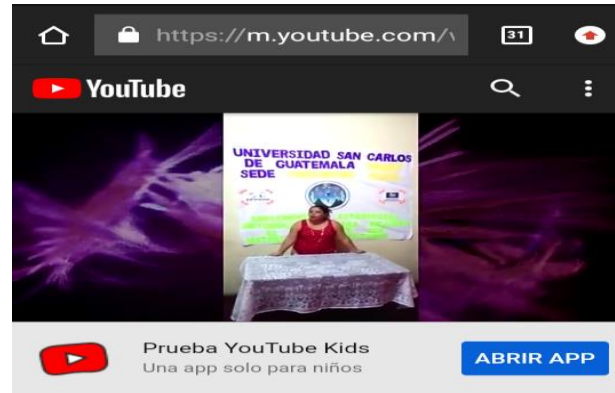 https://m.youtube.com/
31
YouTube
UNIVERSIDAD SAN CARLOS
DE GUATEMALA
SEDE
Prueba YouTube Kids
Una app solo para niños
ABRIR APP